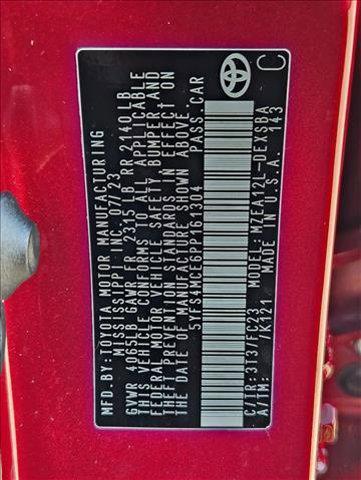 MFD.BY: TOYOTA MOTOR MANUFACTURING
MISSISSIPPI INC. 07/23
GVWR 4065LB GAWR FR 2315 LB RR 2140 LB
THIS VEHICLE CONFORMS TO ALL APPLICABLE
FEDERAL MOTOR VEHICLE SAFETY, BUMPER AND
THEFT PREVENTION STANDARDS IN EFFECT ON
THE DATE OF MANUFACTURE SHOWN ABOVE.
5YFS4MCE6PP161304 PASS. CAR
C/TR: 3T3/FC23 MODEL: MZEA12L-DEXSBA
A/TM: /K121 MADE IN U.S.A. 143
C